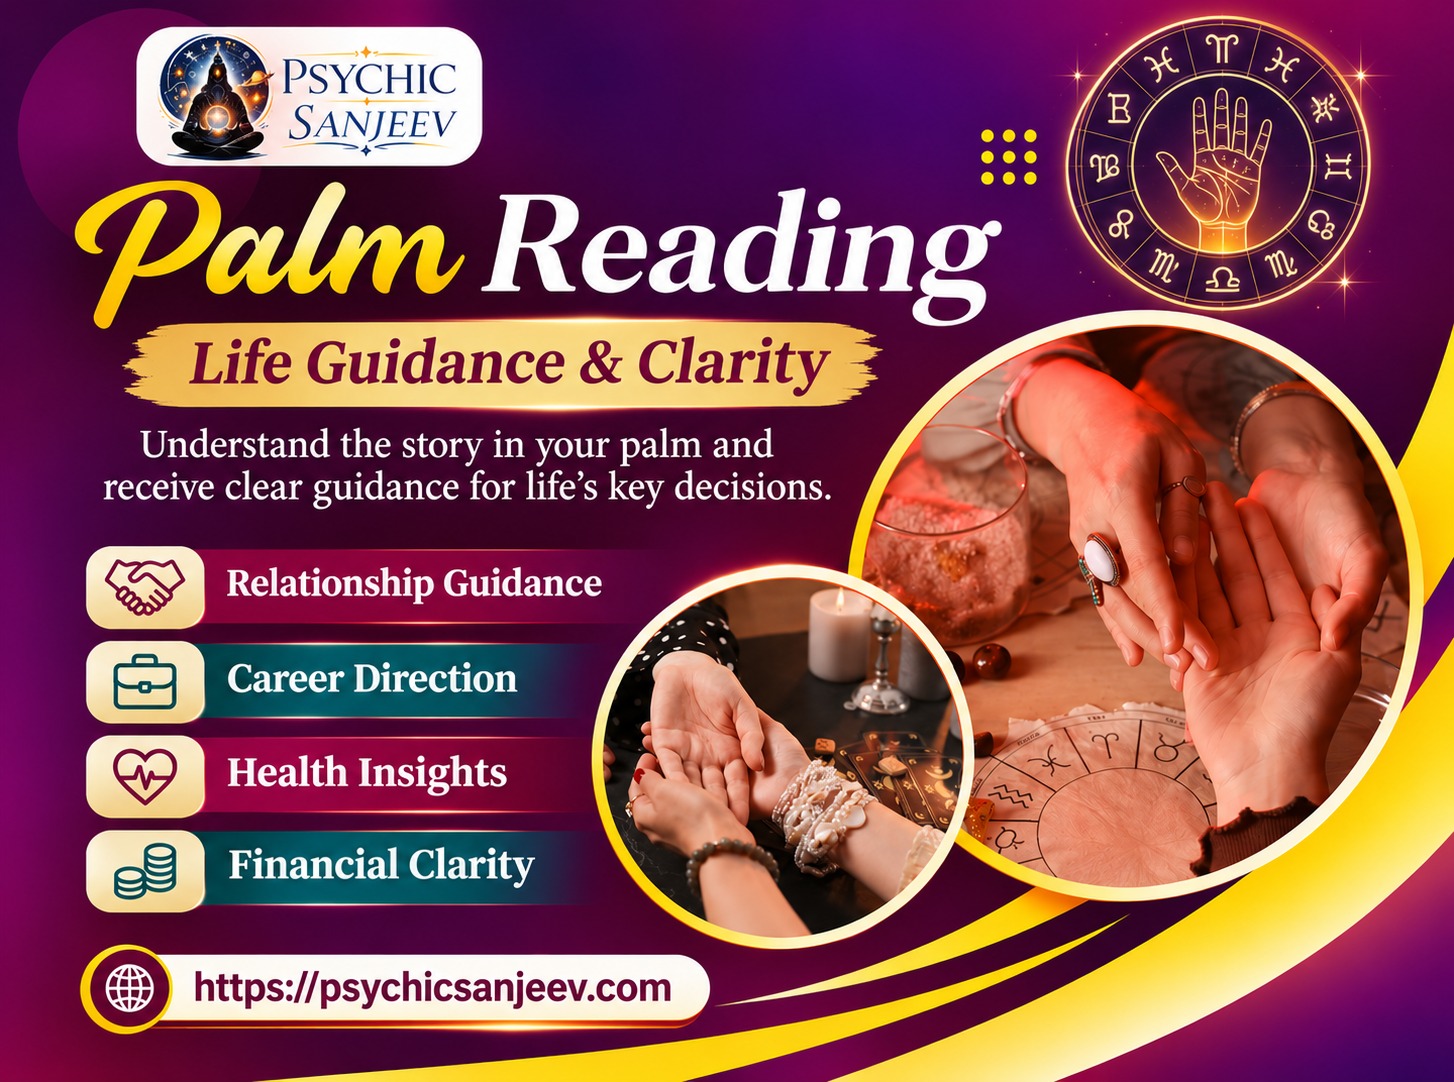 PSYCHIC
SANJEEV
Palm Reading
Life Guidance & Clarity
Understand the story in your palm and
receive clear guidance for life's key decisions.
Relationship Guidance
Career Direction
Health Insights
Financial Clarity
https://psychicsanjeev.com